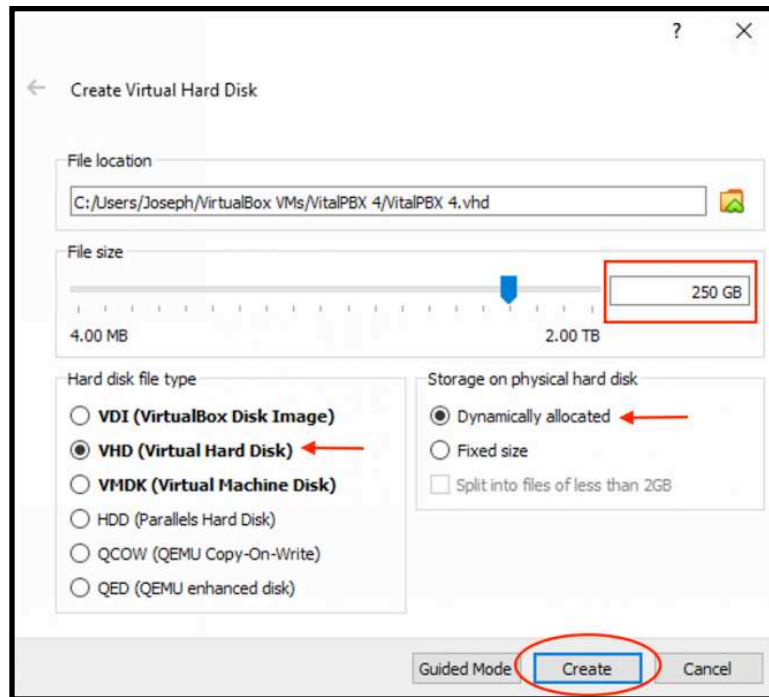 ?
Create Virtual Hard Disk
File location
C:/Users/Joseph/VirtualBox VMs/VitalPBX 4/VitalPBX 4.vhd
File size
250 GB
4.00 MB 2.00 TB
Hard disk file type
VDI (VirtualBox Disk Image)
VHD (Virtual Hard Disk)
VMDK (Virtual Machine Disk)
HDD (Parallels Hard Disk)
QCOW (QEMU Copy-On-Write)
QED (QEMU enhanced disk)
Storage on physical hard disk
Dynamically allocated
Fixed size
Split into files of less than 2GB
Guided Mode Create Cancel